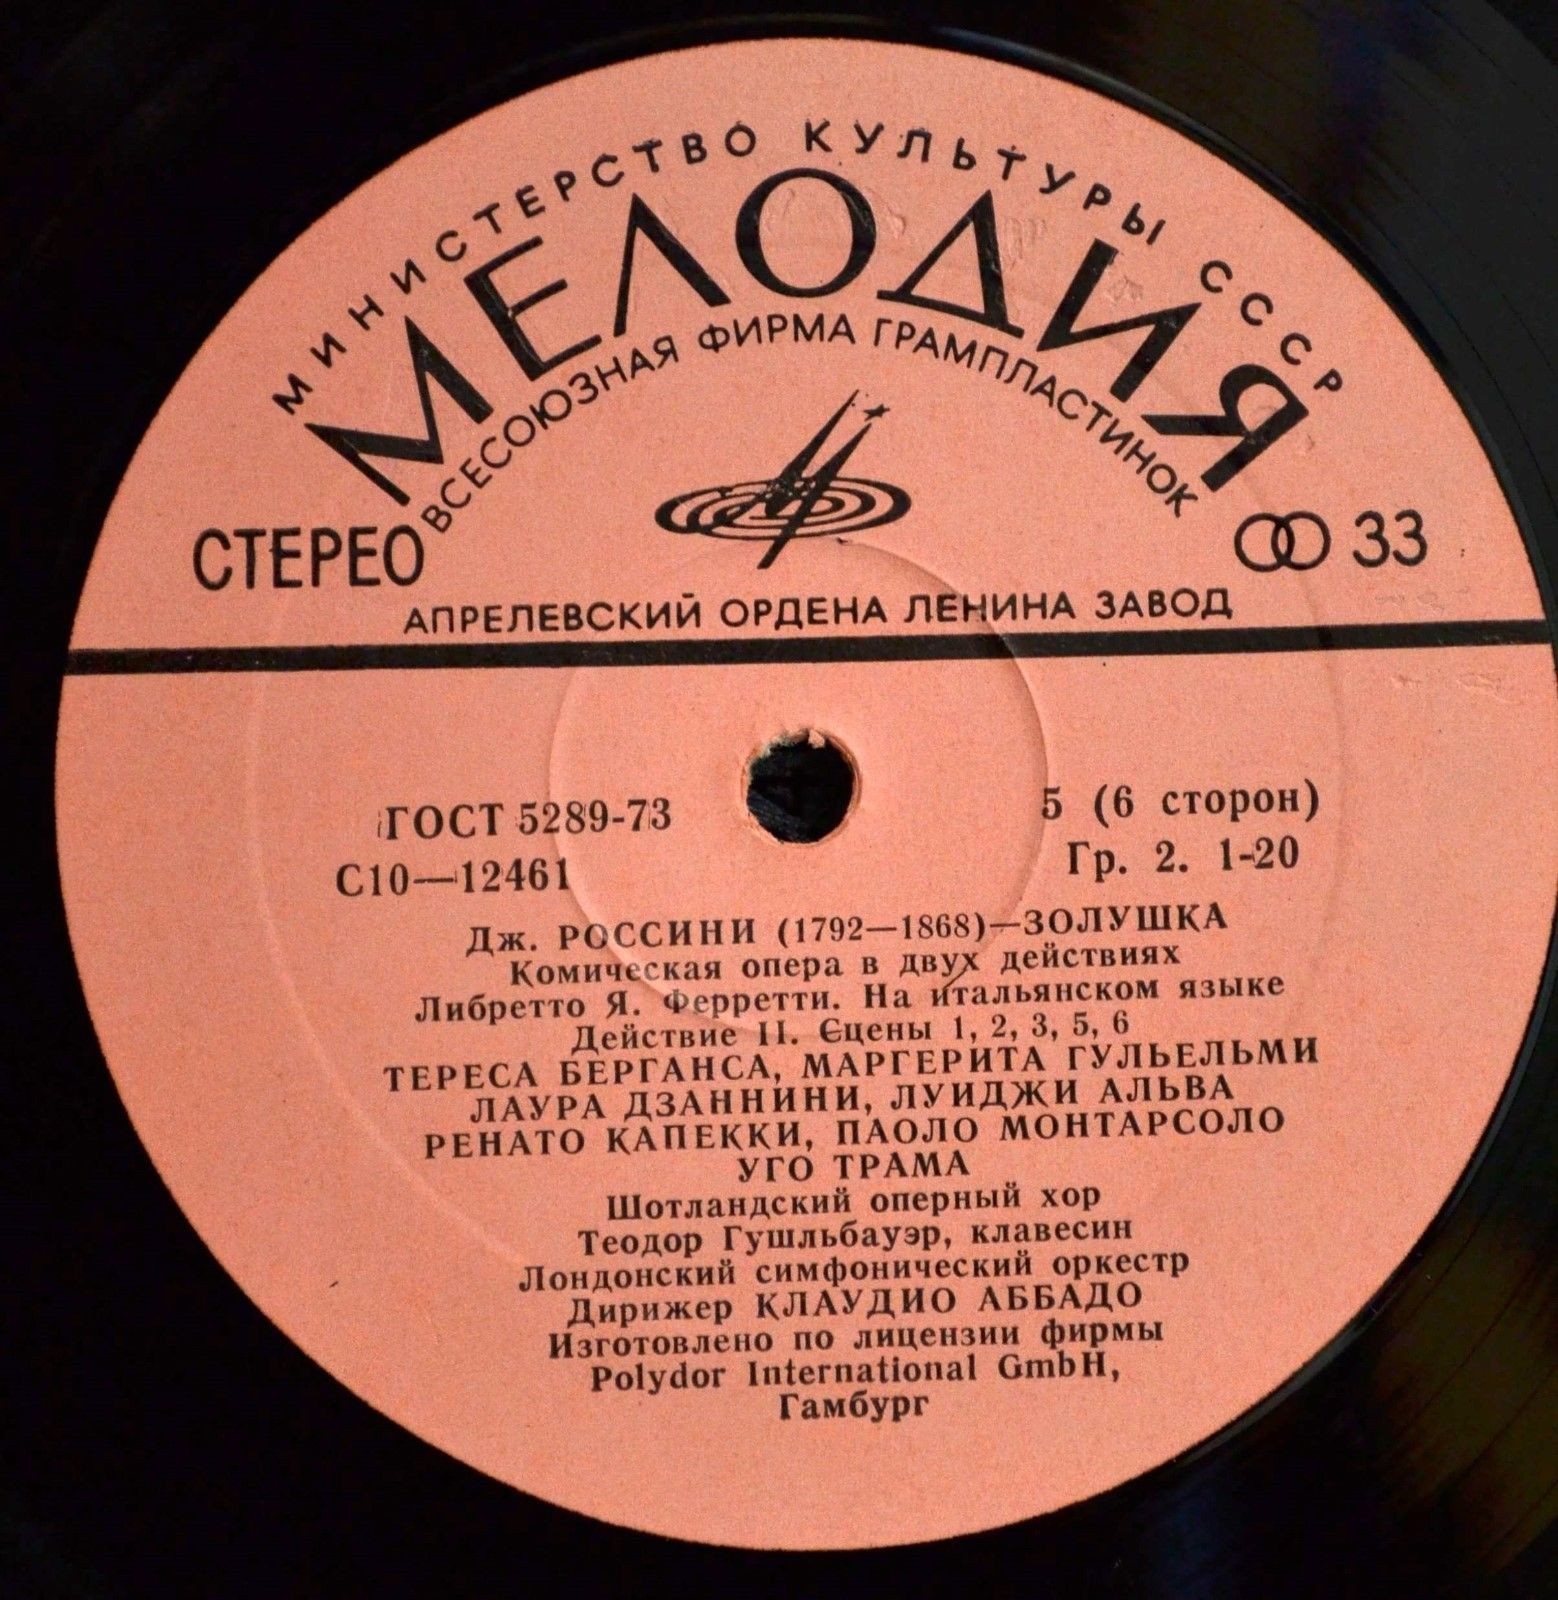 МИНИСТЕРСТВО КУЛЬТУРЫ СССР
МЕЛОДИЯ
ВСЕСОЮЗНАЯ ФИРМА ГРАМПЛАСТИНОК
СТЕРЕО
33
АПРЕЛЕВСКИЙ ОРДЕНА ЛЕНИНА ЗАВОД
ГОСТ 5289-73
5 (6 сторон)
С10—12461
Гр. 2. 1-20
Дж. РОССИНИ (1792—1868)—ЗОЛУШКА
Комическая опера в двух действиях
Либретто Я. Ферретти. На итальянском языке
Действие II. Сцены 1, 2, 3, 5, 6
ТЕРЕСА БЕРГАНСА, МАРГЕРИТА ГУЛЬЕЛЬМИ
ЛАУРА ДЗАННИНИ, ЛУИДЖИ АЛЬВА
РЕНАТО КАПЕККИ, ПАОЛО МОНТАРСОЛО
УГО ТРАМА
Шотландский оперный хор
Теодор Гушльбауэр, клавесин
Лондонский симфонический оркестр
Дирижер КЛАУДИО АББАДО
Изготовлено по лицензии фирмы
Polydor International GmbH,
Гамбург